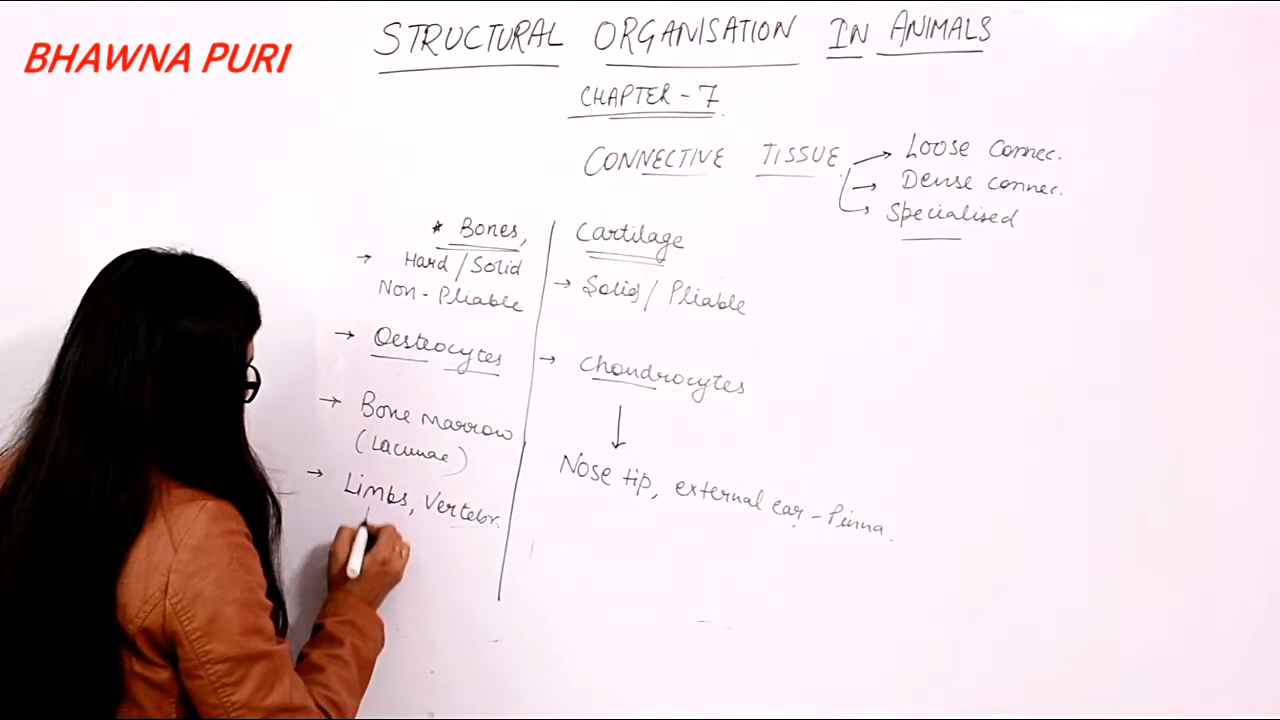 BHAWNA PURI
STRUCTURAL ORGANISATION IN ANIMALS
CHAPTER - 7
CONNECTIVE TISSUE
→ Loose Connec.
→ Dense connec.
→ Specialised
* Bones,
→ Hard / Solid
Non - Pliable
→ Oesteocytes
→ Bone Marrow
(Lacunae)
→ Limbs, Vertebr.
Cartilage
→ Solid / Pliable
→ Chondrocytes
↓
Nose tip, external ear - Pinna.